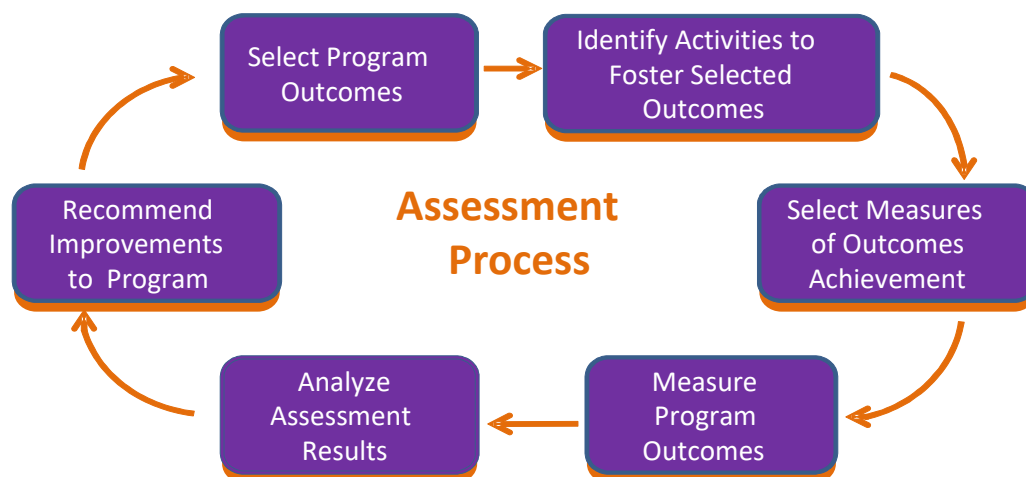 Select Program
Outcomes
Identify Activities to
Foster Selected
Outcomes
Assessment
Process
Recommend
Improvements
to Program
Select Measures
of Outcomes
Achievement
Analyze
Assessment
Results
Measure
Program
Outcomes